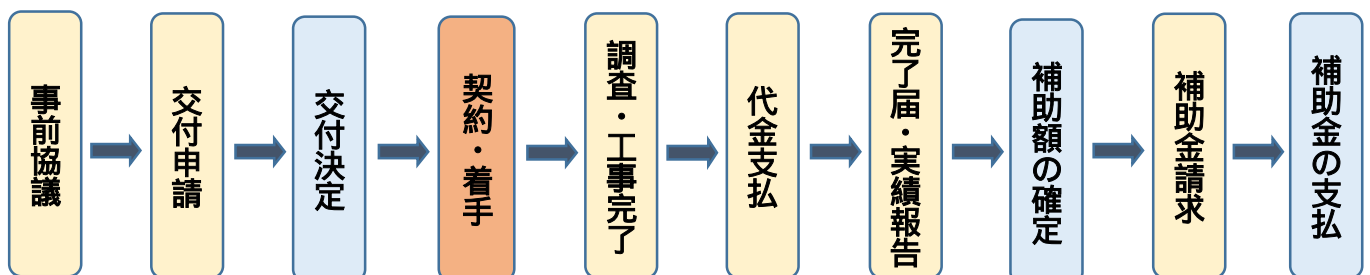 事前協議
交付申請
交付決定
契約・着手
調査・工事完了
代金支払
完了届・実績報告
補助額の確定
補助金請求
補助金の支払